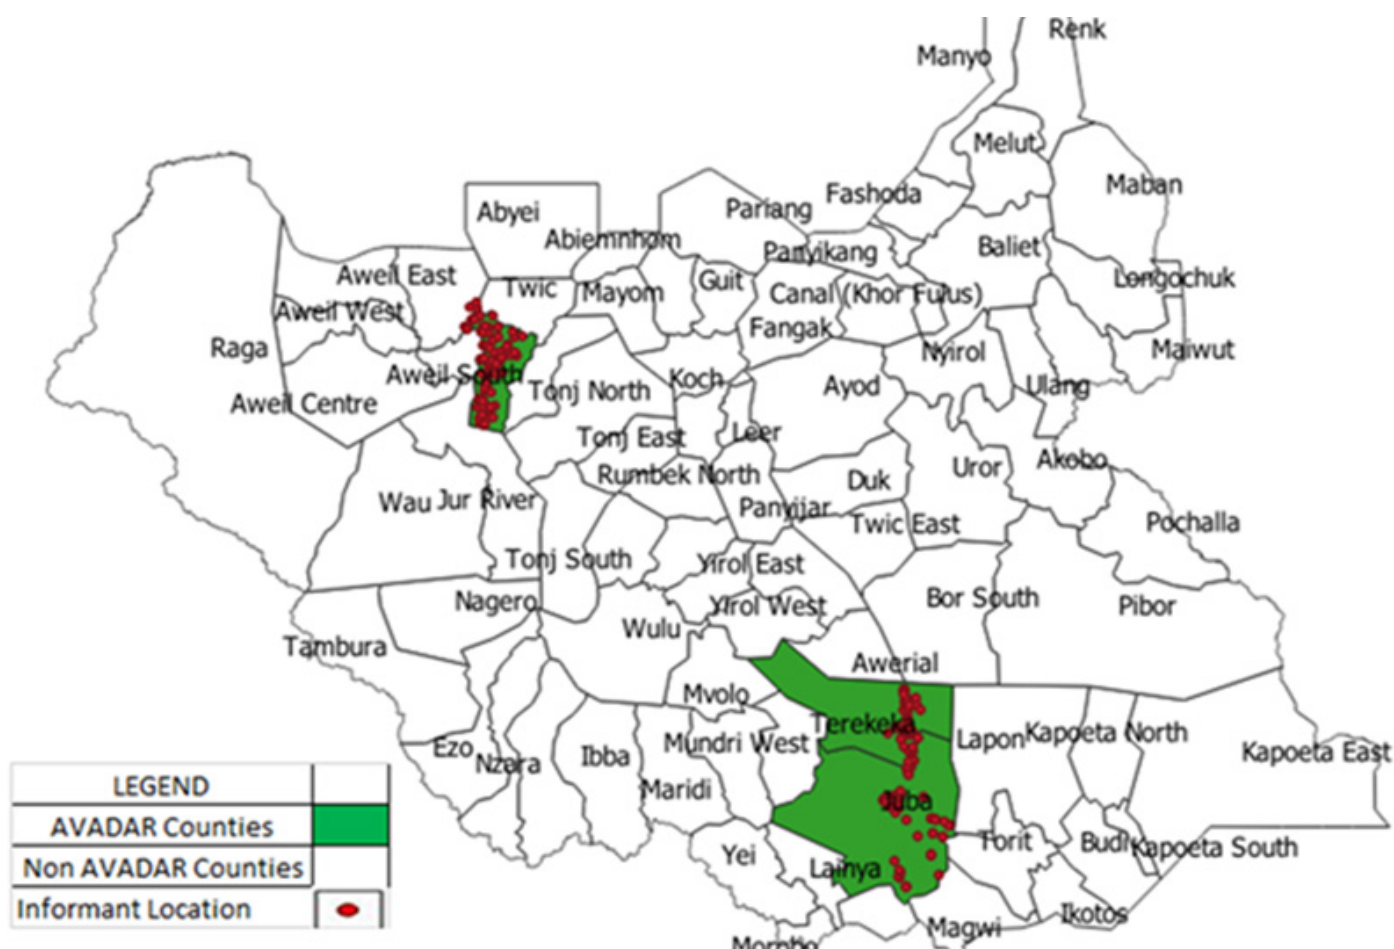 Renk
Manyo
Melut
Maban
Fashoda
Pariang
Abyei
Abiemnhom
Panyikang
Baliet
Aweil East
Twic
Mayom
Guit
Longochuk
Canal (Khor Fulus)
Aweil West
Fangak
Raga
Nyirol
Maiwut
Aweil South
Tonj North
Koch
Ayod
Ulang
Aweil Centre
Tonj East
Leer
Rumbek North
Duk
Uror
Akobo
Wau
Jur River
Panyijar
Twic East
Pochalla
Tonj South
Yirol East
Nagero
Yirol West
Bor South
Pibor
Wulu
Tambura
Awerial
Mvolo
Terekeka
Lapon
Kapoeta North
Ezo
Nzara
Ibba
Mundri West
Kapoeta East
Maridi
Juba
Yei
Lainya
Torit
Budi
Kapoeta South
Magwi
Ikotos
Morobo
LEGEND
AVADAR Counties
Non AVADAR Counties
Informant Location